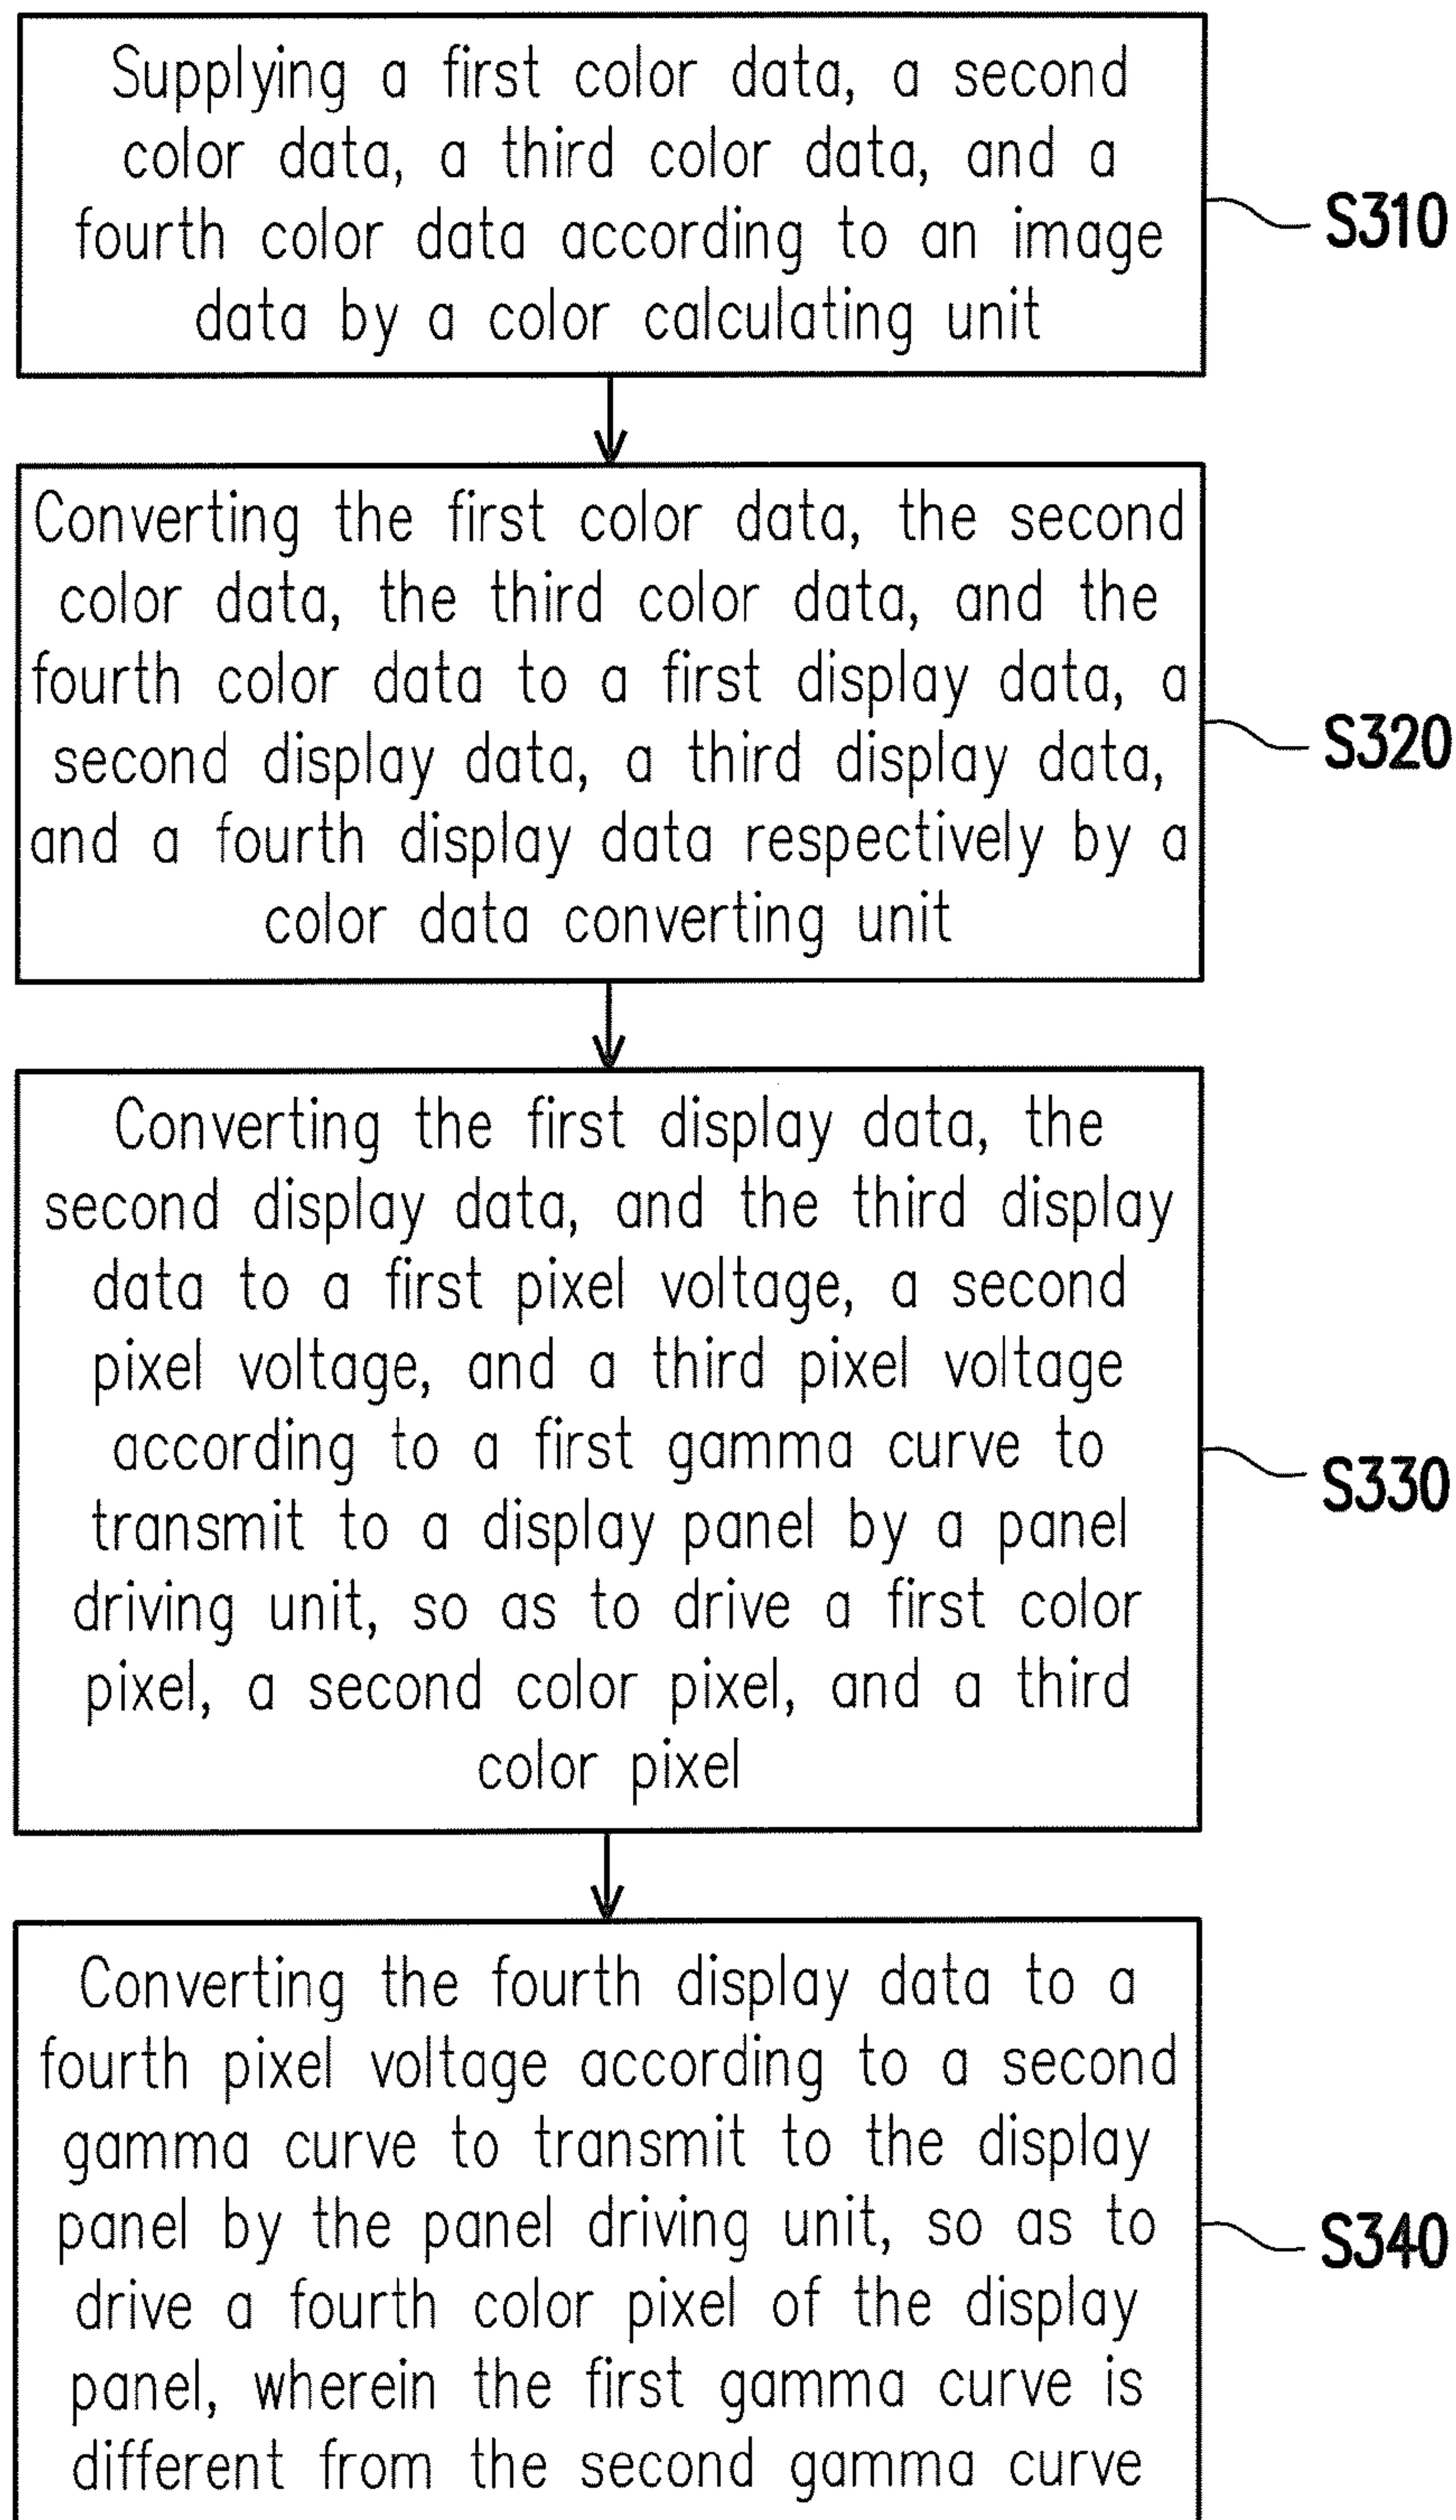 Supplying a first color data, a second
color data, a third color data, and a
fourth color data according to an image
data by a color calculating unit
S310
Converting the first color data, the second
color data, the third color data, and the
fourth color data to a first display data, a
second display data, a third display data,
and a fourth display data respectively by a
color data converting unit
S320
Converting the first display data, the
second display data, and the third display
data to a first pixel voltage, a second
pixel voltage, and a third pixel voltage
according to a first gamma curve to
transmit to a display panel by a panel
driving unit, so as to drive a first color
pixel, a second color pixel, and a third
color pixel
S330
Converting the fourth display data to a
fourth pixel voltage according to a second
gamma curve to transmit to the display
panel by the panel driving unit, so as to
drive a fourth color pixel of the display
panel, wherein the first gamma curve is
different from the second gamma curve
S340